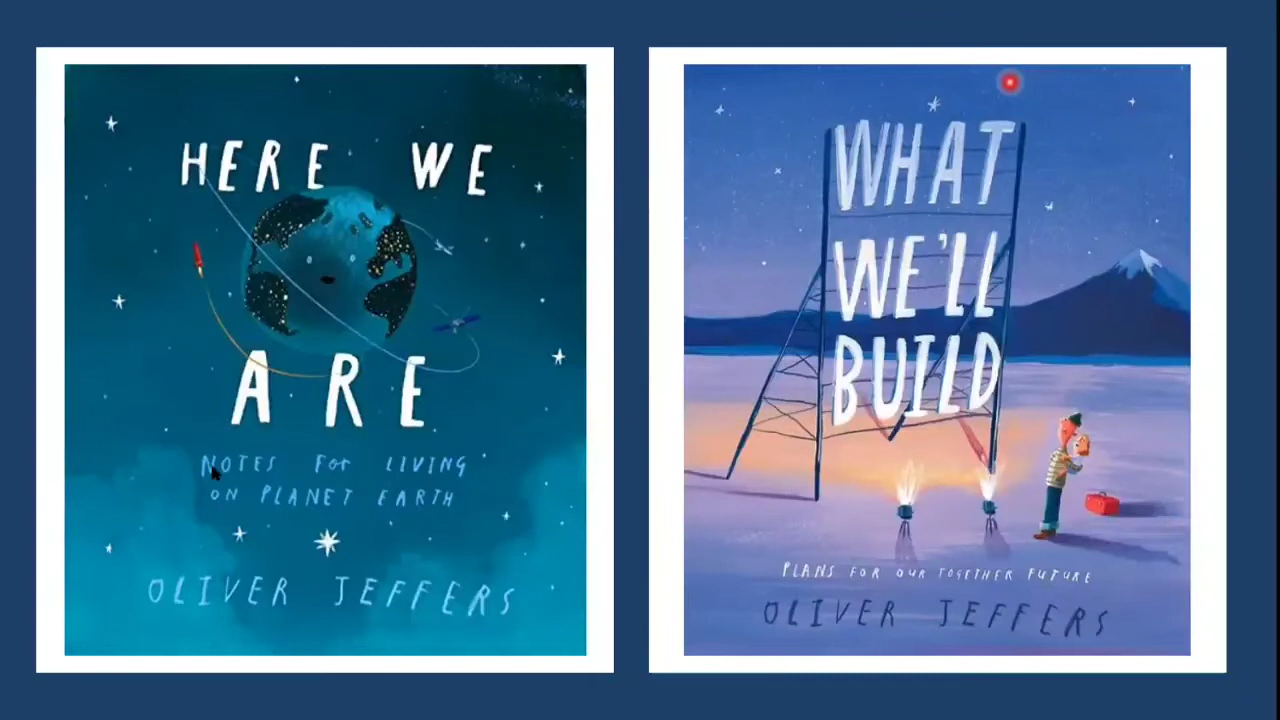 HERE WE
ARE
NOTES FOR LIVING
ON PLANET EARTH
OLIVER JEFFERS
WHAT
WE'LL
BUILD
PLANS FOR OUR TOGETHER FUTURE
OLIVER JEFFERS